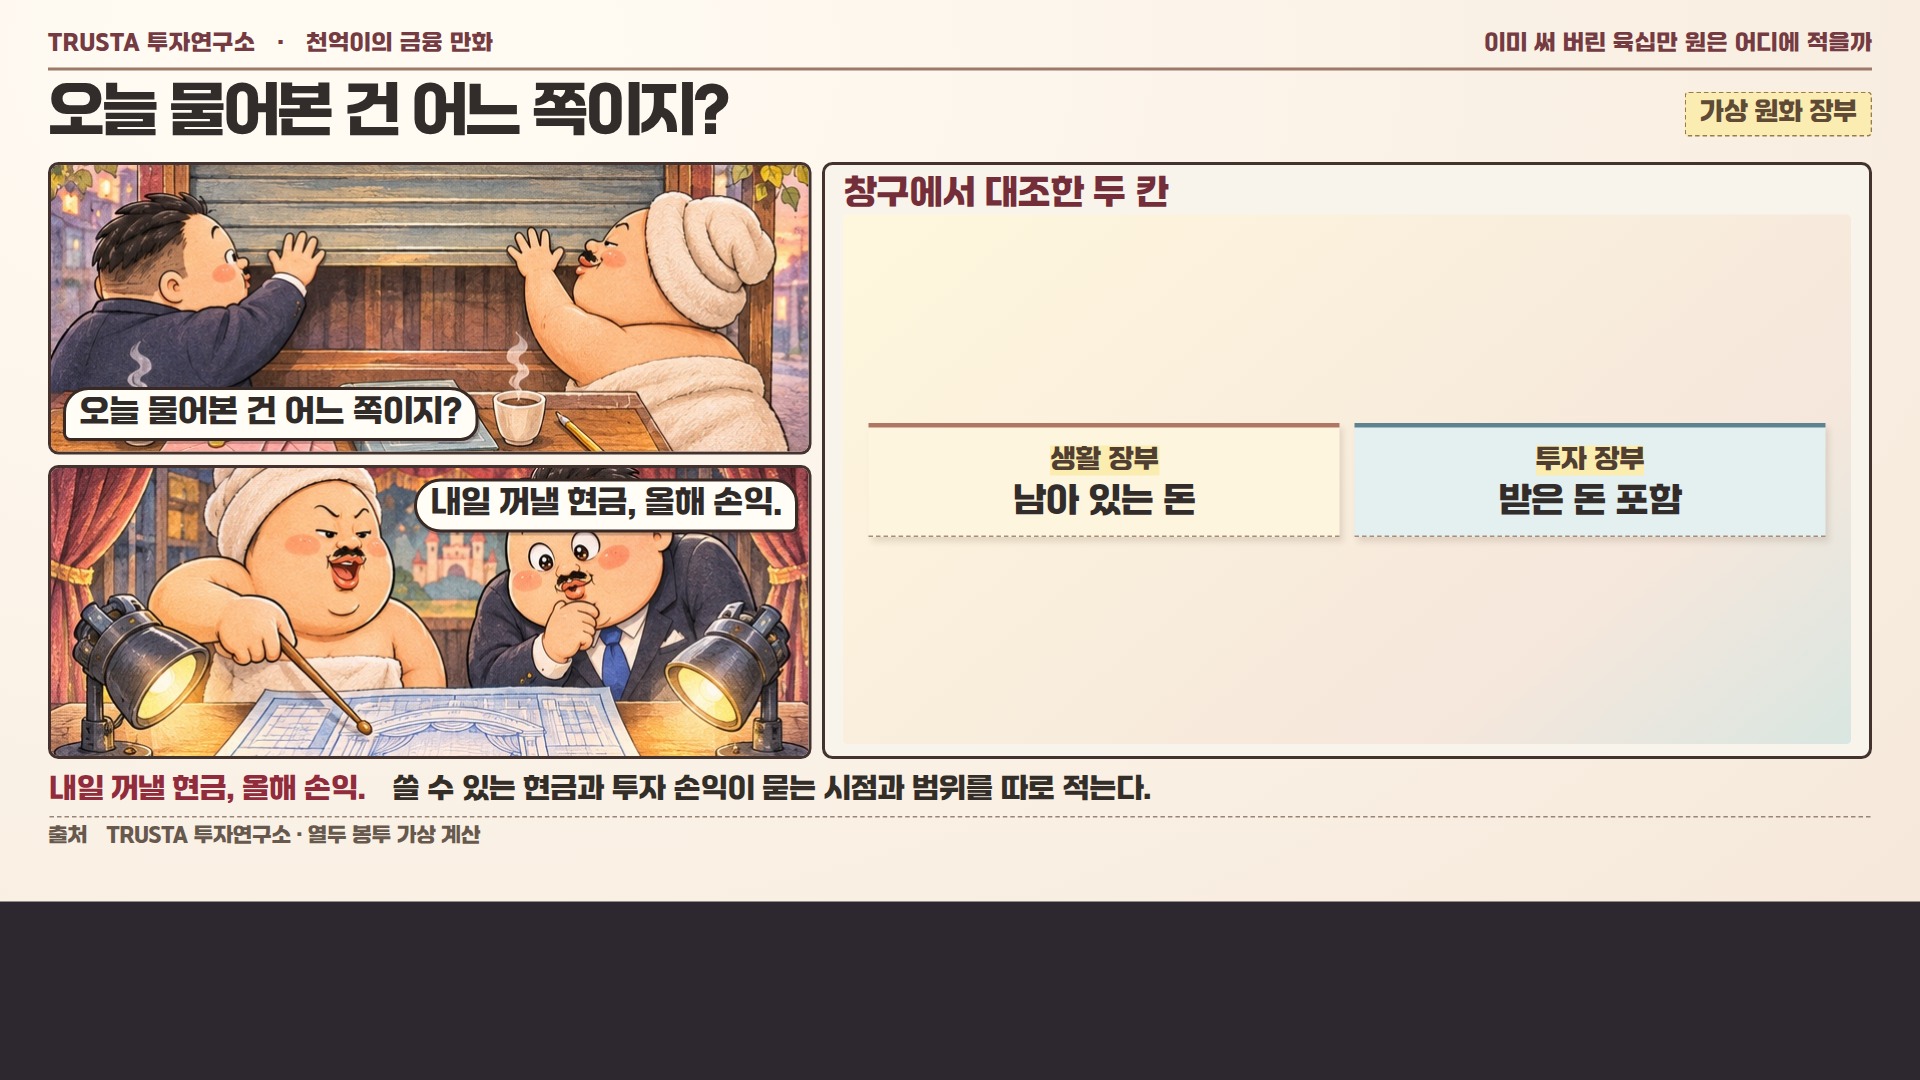 TRUSTA 투자연구소 · 천억이의 금융 만화
이미 써 버린 육십만 원은 어디에 적을까
오늘 물어본 건 어느 쪽이지?
가상 원화 장부
오늘 물어본 건 어느 쪽이지?
내일 꺼낼 현금, 올해 손익.
창구에서 대조한 두 칸
생활 장부
남아 있는 돈
투자 장부
받은 돈 포함
내일 꺼낼 현금, 올해 손익. 쓸 수 있는 현금과 투자 손익이 묻는 시점과 범위를 따로 적는다.
출처 TRUSTA 투자연구소 · 열두 봉투 가상 계산